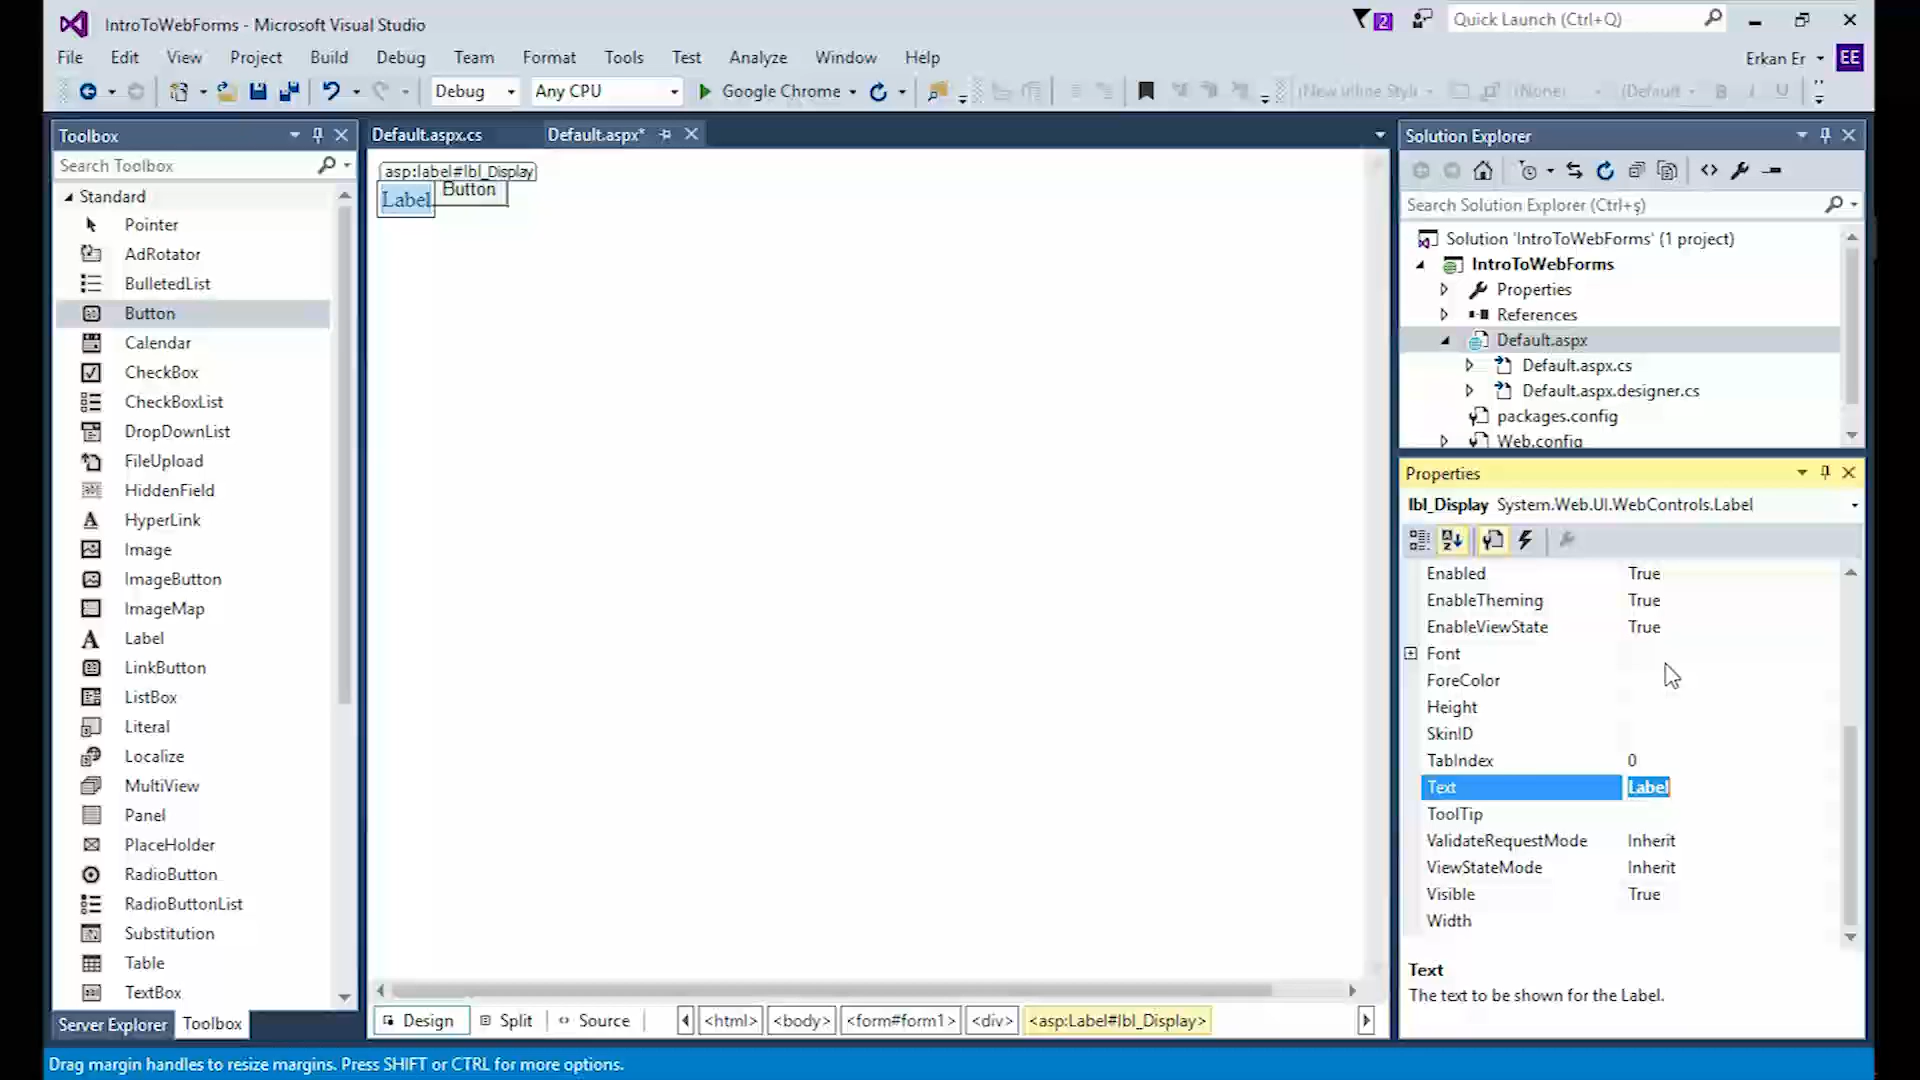 IntroToWebForms - Microsoft Visual Studio
2
Quick Launch (Ctrl+Q)
File Edit View Project Build Debug Team Format Tools Test Analyze Window Help
Erkan Er EE
Debug Any CPU Google Chrome (New Inline Style (None) (Default B I U
Toolbox
Search Toolbox
Standard
Pointer
AdRotator
BulletedList
Button
Calendar
CheckBox
CheckBoxList
DropDownList
FileUpload
HiddenField
HyperLink
Image
ImageButton
ImageMap
Label
LinkButton
ListBox
Literal
Localize
MultiView
Panel
PlaceHolder
RadioButton
RadioButtonList
Substitution
Table
TextBox
Server Explorer Toolbox
Default.aspx.cs Default.aspx*
asp:label#lbl_Display
Label Button
Design Split Source <html> <body> <form#form1> <div> <asp:Label#lbl_Display>
Solution Explorer
Search Solution Explorer (Ctrl+ş)
Solution 'IntroToWebForms' (1 project)
IntroToWebForms
Properties
References
Default.aspx
Default.aspx.cs
Default.aspx.designer.cs
packages.config
Web.config
Properties
lbl_Display System.Web.UI.WebControls.Label
Enabled True
EnableTheming True
EnableViewState True
Font
ForeColor
Height
SkinID
TabIndex 0
Text Label
ToolTip
ValidateRequestMode Inherit
ViewStateMode Inherit
Visible True
Width
Text
The text to be shown for the Label.
Drag margin handles to resize margins. Press SHIFT or CTRL for more options.